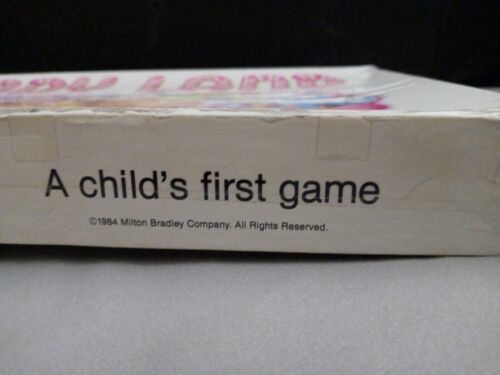 A child's first game
©1984 Milton Bradley Company. All Rights Reserved.